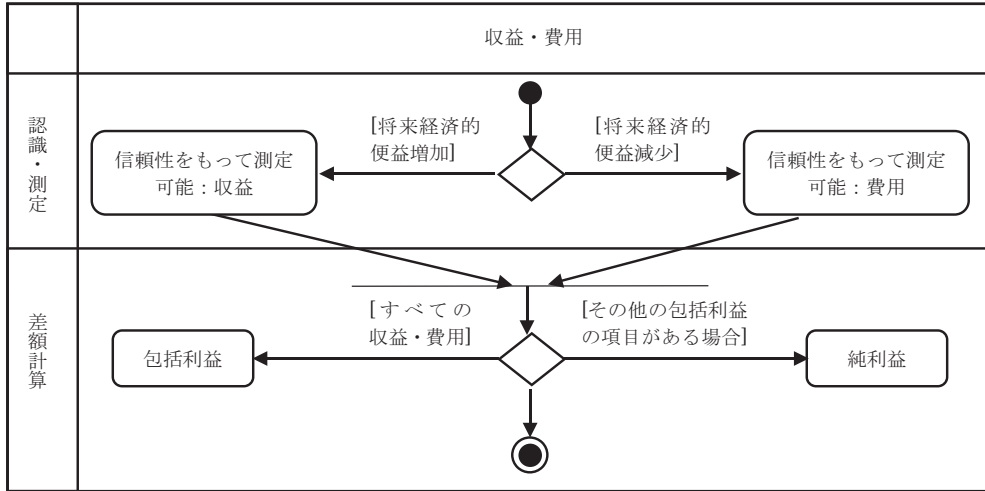 収益・費用
認識・測定
[将来経済的
便益増加]
[将来経済的
便益減少]
信頼性をもって測定
可能：収益
信頼性をもって測定
可能：費用
差額計算
[すべての
収益・費用]
[その他の包括利益
の項目がある場合]
包括利益
純利益